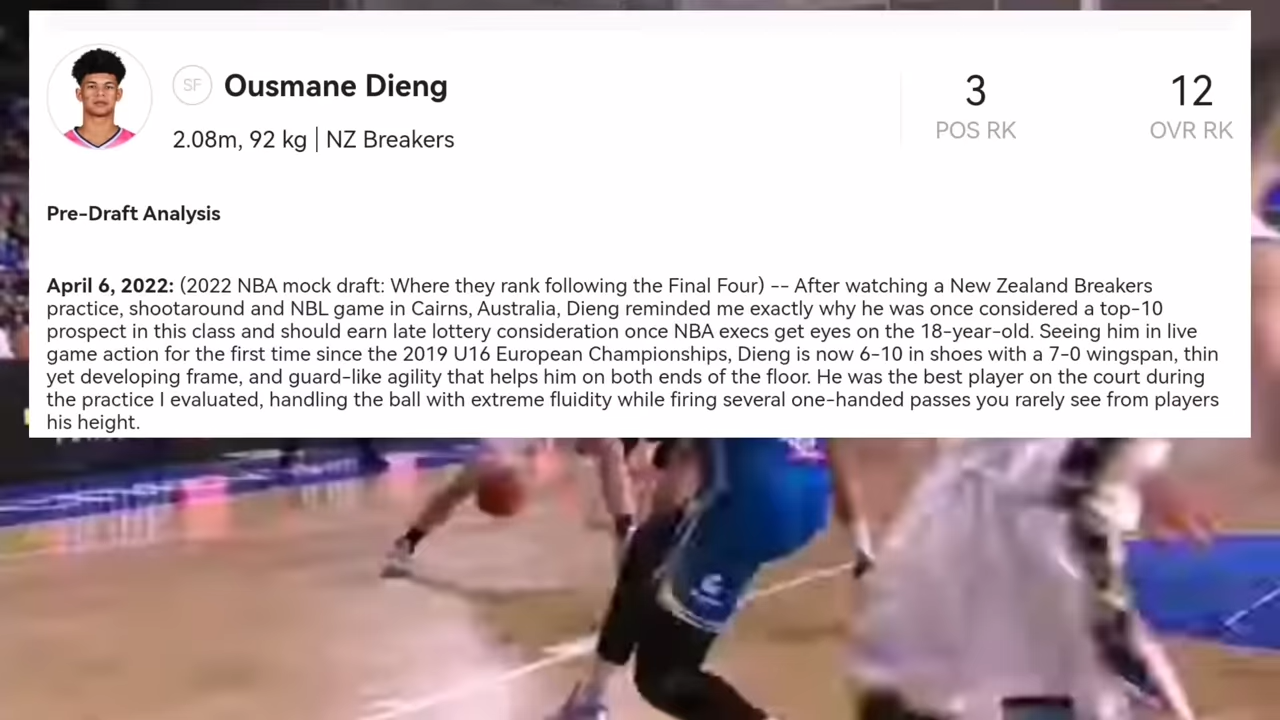 SF
Ousmane Dieng
2.08m, 92 kg | NZ Breakers
3
POS RK
12
OVR RK
Pre-Draft Analysis
April 6, 2022: (2022 NBA mock draft: Where they rank following the Final Four) -- After watching a New Zealand Breakers
practice, shootaround and NBL game in Cairns, Australia, Dieng reminded me exactly why he was once considered a top-10
prospect in this class and should earn late lottery consideration once NBA execs get eyes on the 18-year-old. Seeing him in live
game action for the first time since the 2019 U16 European Championships, Dieng is now 6-10 in shoes with a 7-0 wingspan, thin
yet developing frame, and guard-like agility that helps him on both ends of the floor. He was the best player on the court during
the practice I evaluated, handling the ball with extreme fluidity while firing several one-handed passes you rarely see from players
his height.